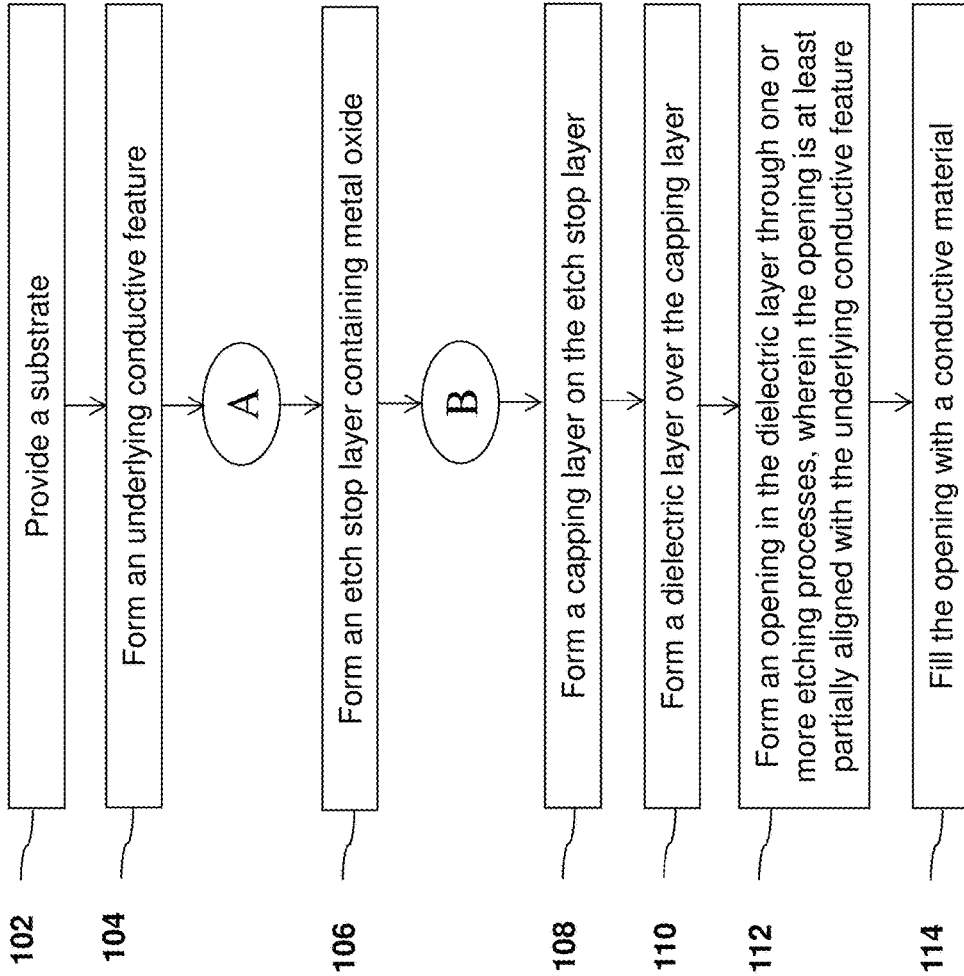 102
Provide a substrate
104
Form an underlying conductive feature
A
106
Form an etch stop layer containing metal oxide
B
108
Form a capping layer on the etch stop layer
110
Form a dielectric layer over the capping layer
112
Form an opening in the dielectric layer through one or
more etching processes, wherein the opening is at least
partially aligned with the underlying conductive feature
114
Fill the opening with a conductive material